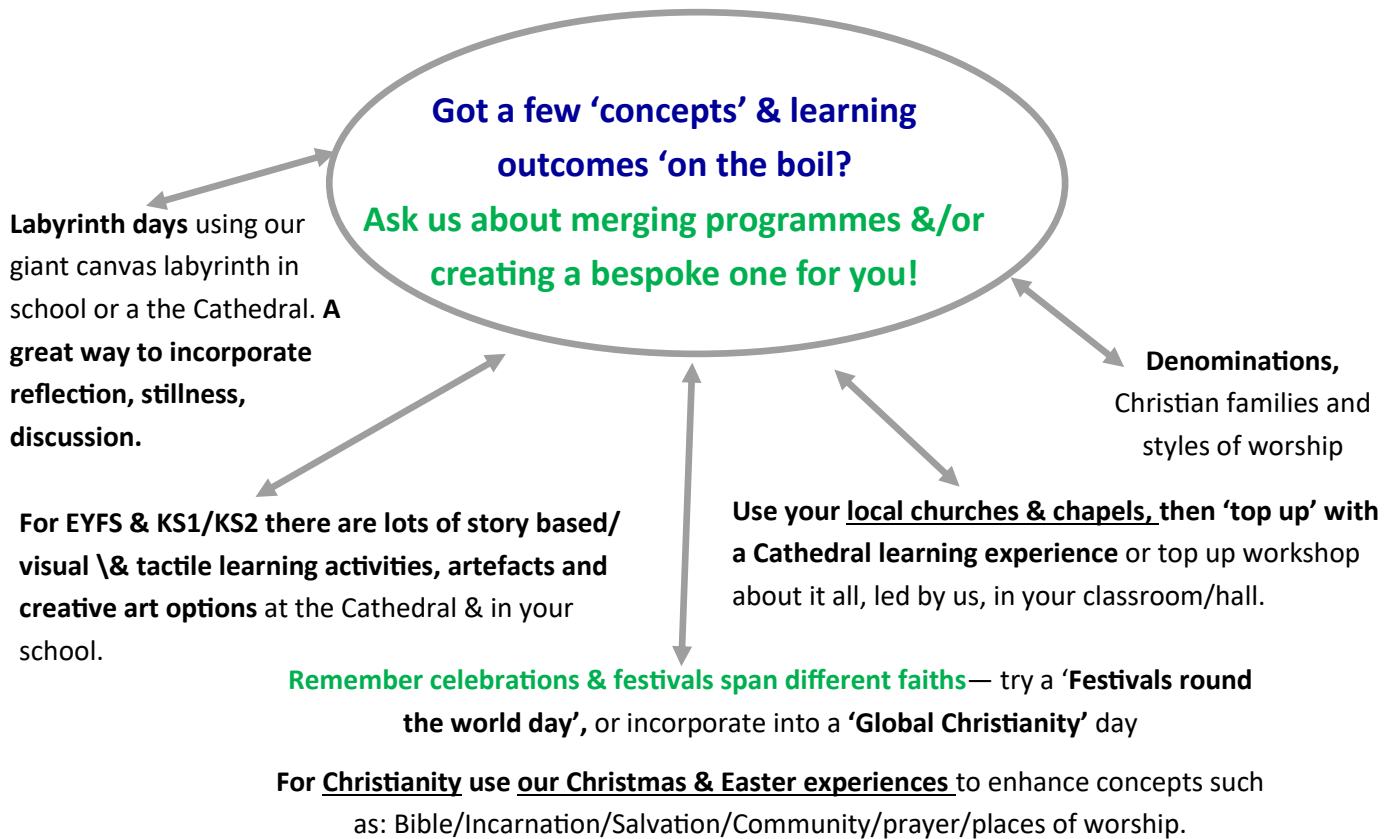 Got a few ‘concepts’ & learning
outcomes ‘on the boil?
Ask us about merging programmes &/or
creating a bespoke one for you!
Labyrinth days using our
giant canvas labyrinth in
school or a the Cathedral. A
great way to incorporate
reflection, stillness,
discussion.
Denominations,
Christian families and
styles of worship
For EYFS & KS1/KS2 there are lots of story based/
visual \& tactile learning activities, artefacts and
creative art options at the Cathedral & in your
school.
Use your local churches & chapels, then ‘top up’ with
a Cathedral learning experience or top up workshop
about it all, led by us, in your classroom/hall.
Remember celebrations & festivals span different faiths— try a ‘Festivals round
the world day’, or incorporate into a ‘Global Christianity’ day
For Christianity use our Christmas & Easter experiences to enhance concepts such
as: Bible/Incarnation/Salvation/Community/prayer/places of worship.